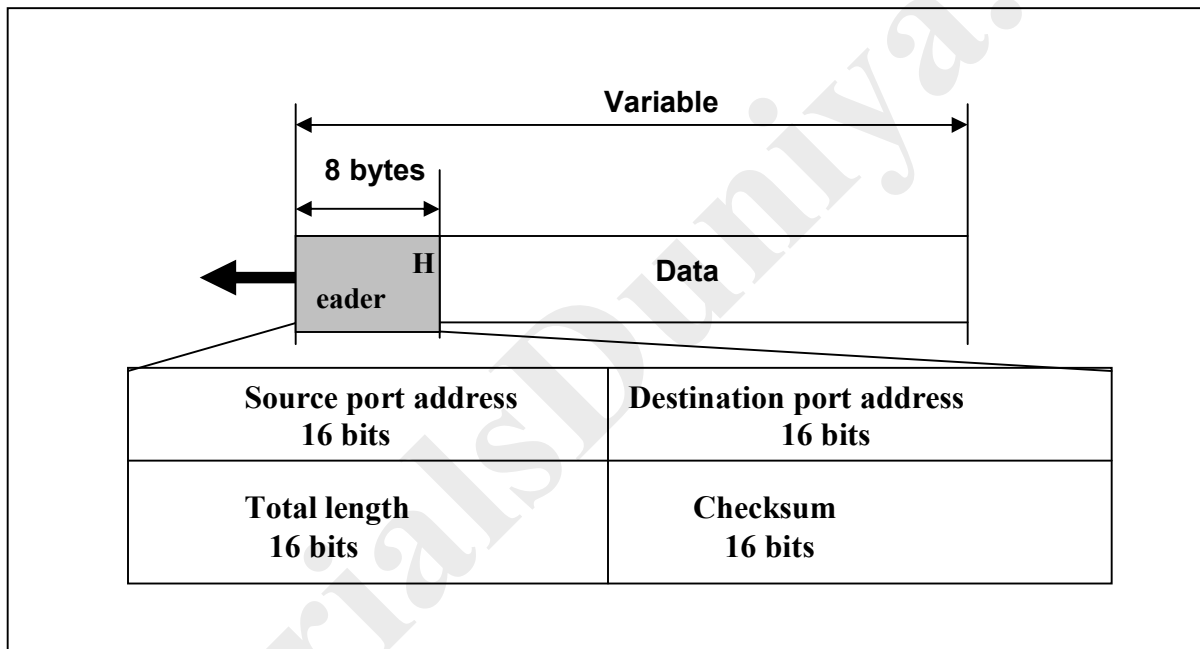 Variable
8 bytes
H
eader
Data
Source port address
16 bits
Destination port address
16 bits
Total length
16 bits
Checksum
16 bits
rialsDuniya.